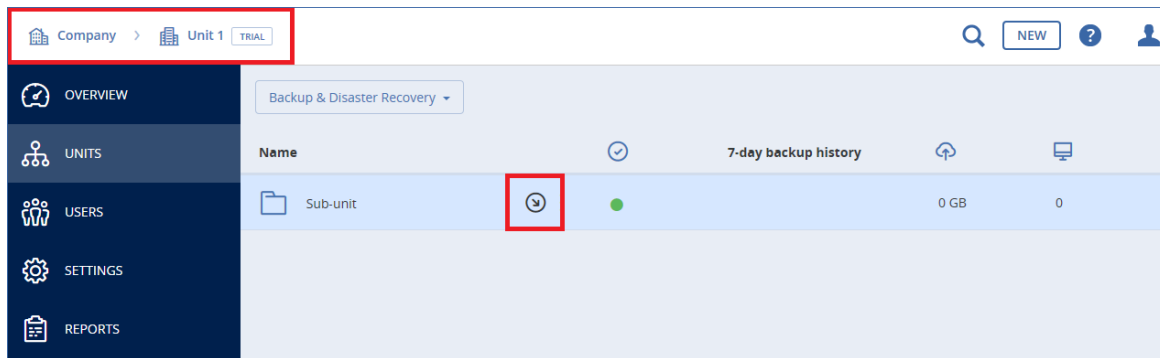 Company > Unit 1 TRIAL
NEW ?
OVERVIEW
Backup & Disaster Recovery
UNITS
Name 7-day backup history
Sub-unit 0 GB 0
USERS
SETTINGS
REPORTS